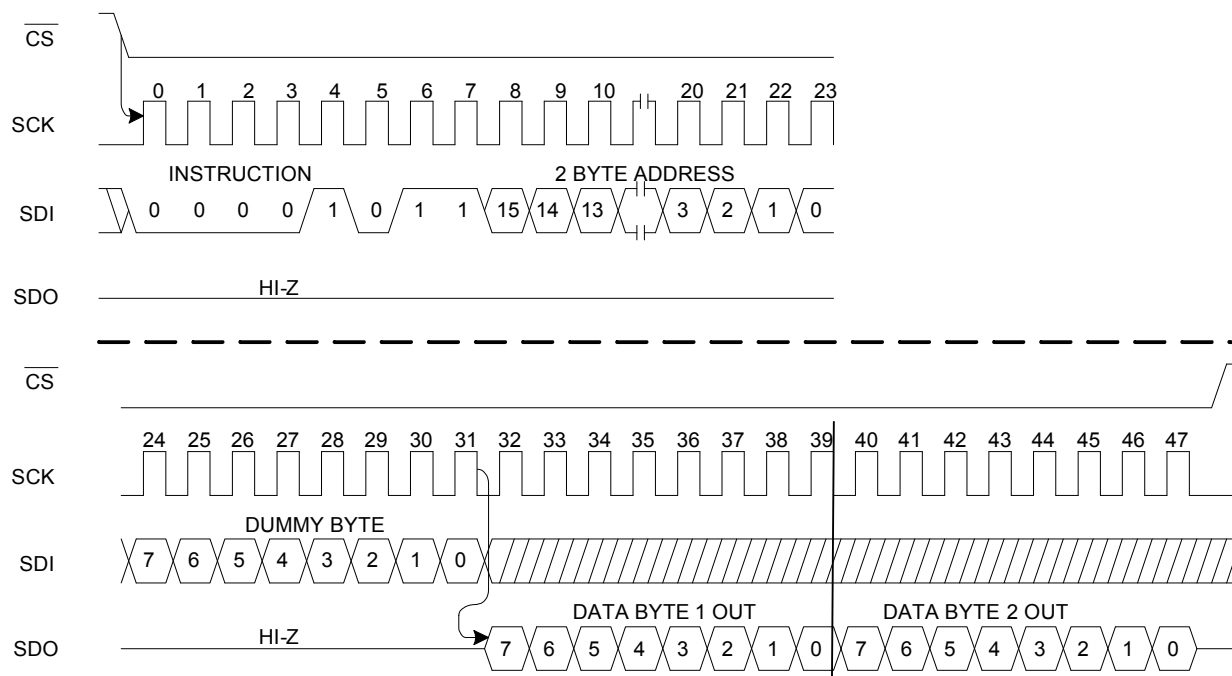 CS
0 1 2 3 4 5 6 7 8 9 10 20 21 22 23
SCK
INSTRUCTION 2 BYTE ADDRESS
SDI 0 0 0 0 1 0 1 1 15 14 13 3 2 1 0
HI-Z
SDO
CS
24 25 26 27 28 29 30 31 32 33 34 35 36 37 38 39 40 41 42 43 44 45 46 47
SCK
DUMMY BYTE
SDI 7 6 5 4 3 2 1 0
DATA BYTE 1 OUT DATA BYTE 2 OUT
HI-Z
SDO 7 6 5 4 3 2 1 0 7 6 5 4 3 2 1 0